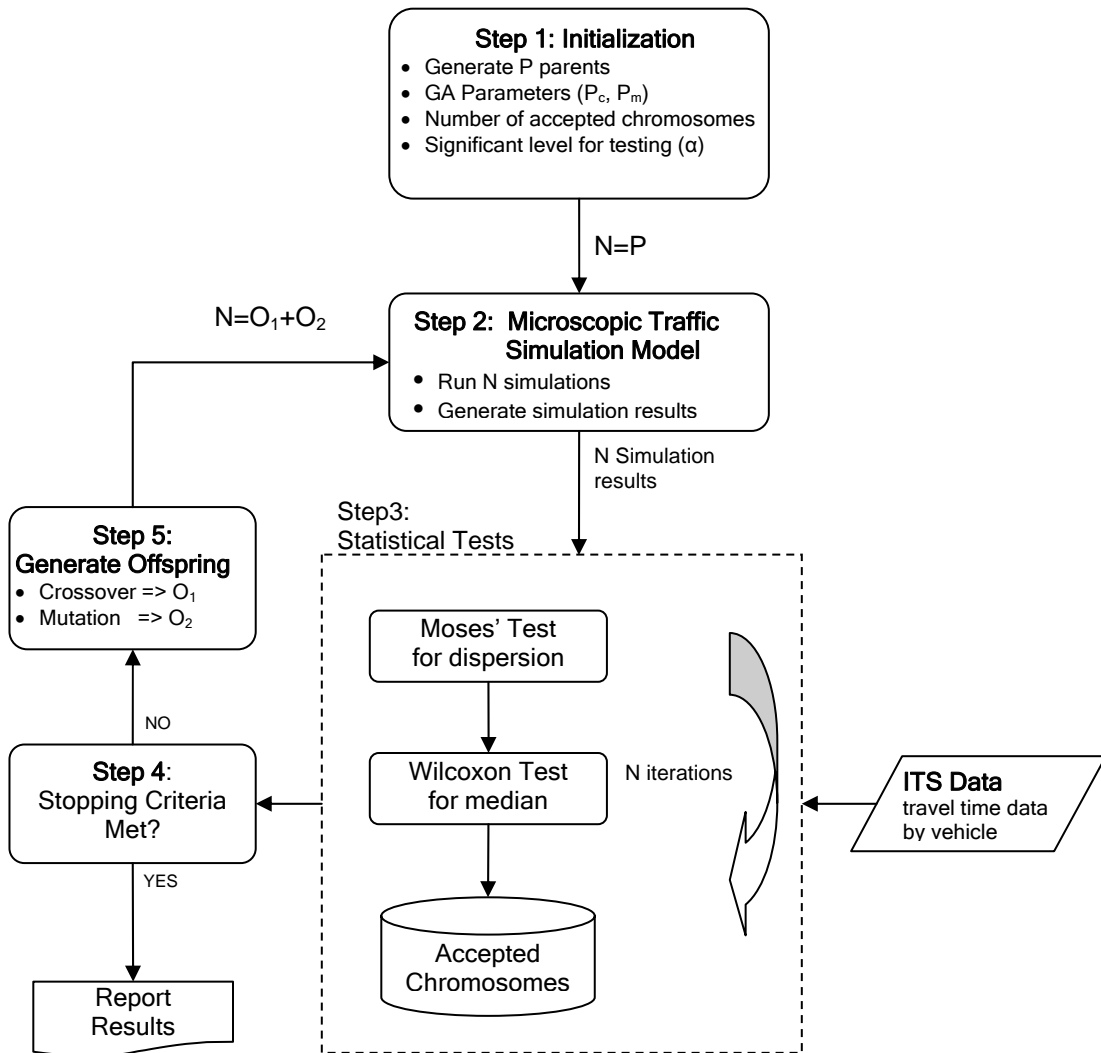 Step 1: Initialization
• Generate P parents
• GA Parameters (Pc, Pm)
• Number of accepted chromosomes
• Significant level for testing (α)
N=P
N=O1+O2
Step 2: Microscopic Traffic
Simulation Model
• Run N simulations
• Generate simulation results
N Simulation
results
Step3:
Statistical Tests
Step 5:
Generate Offspring
• Crossover => O1
• Mutation => O2
Moses’ Test
for dispersion
NO
Step 4:
Stopping Criteria
Met?
Wilcoxon Test
for median
N iterations
ITS Data
travel time data
by vehicle
YES
Accepted
Chromosomes
Report
Results